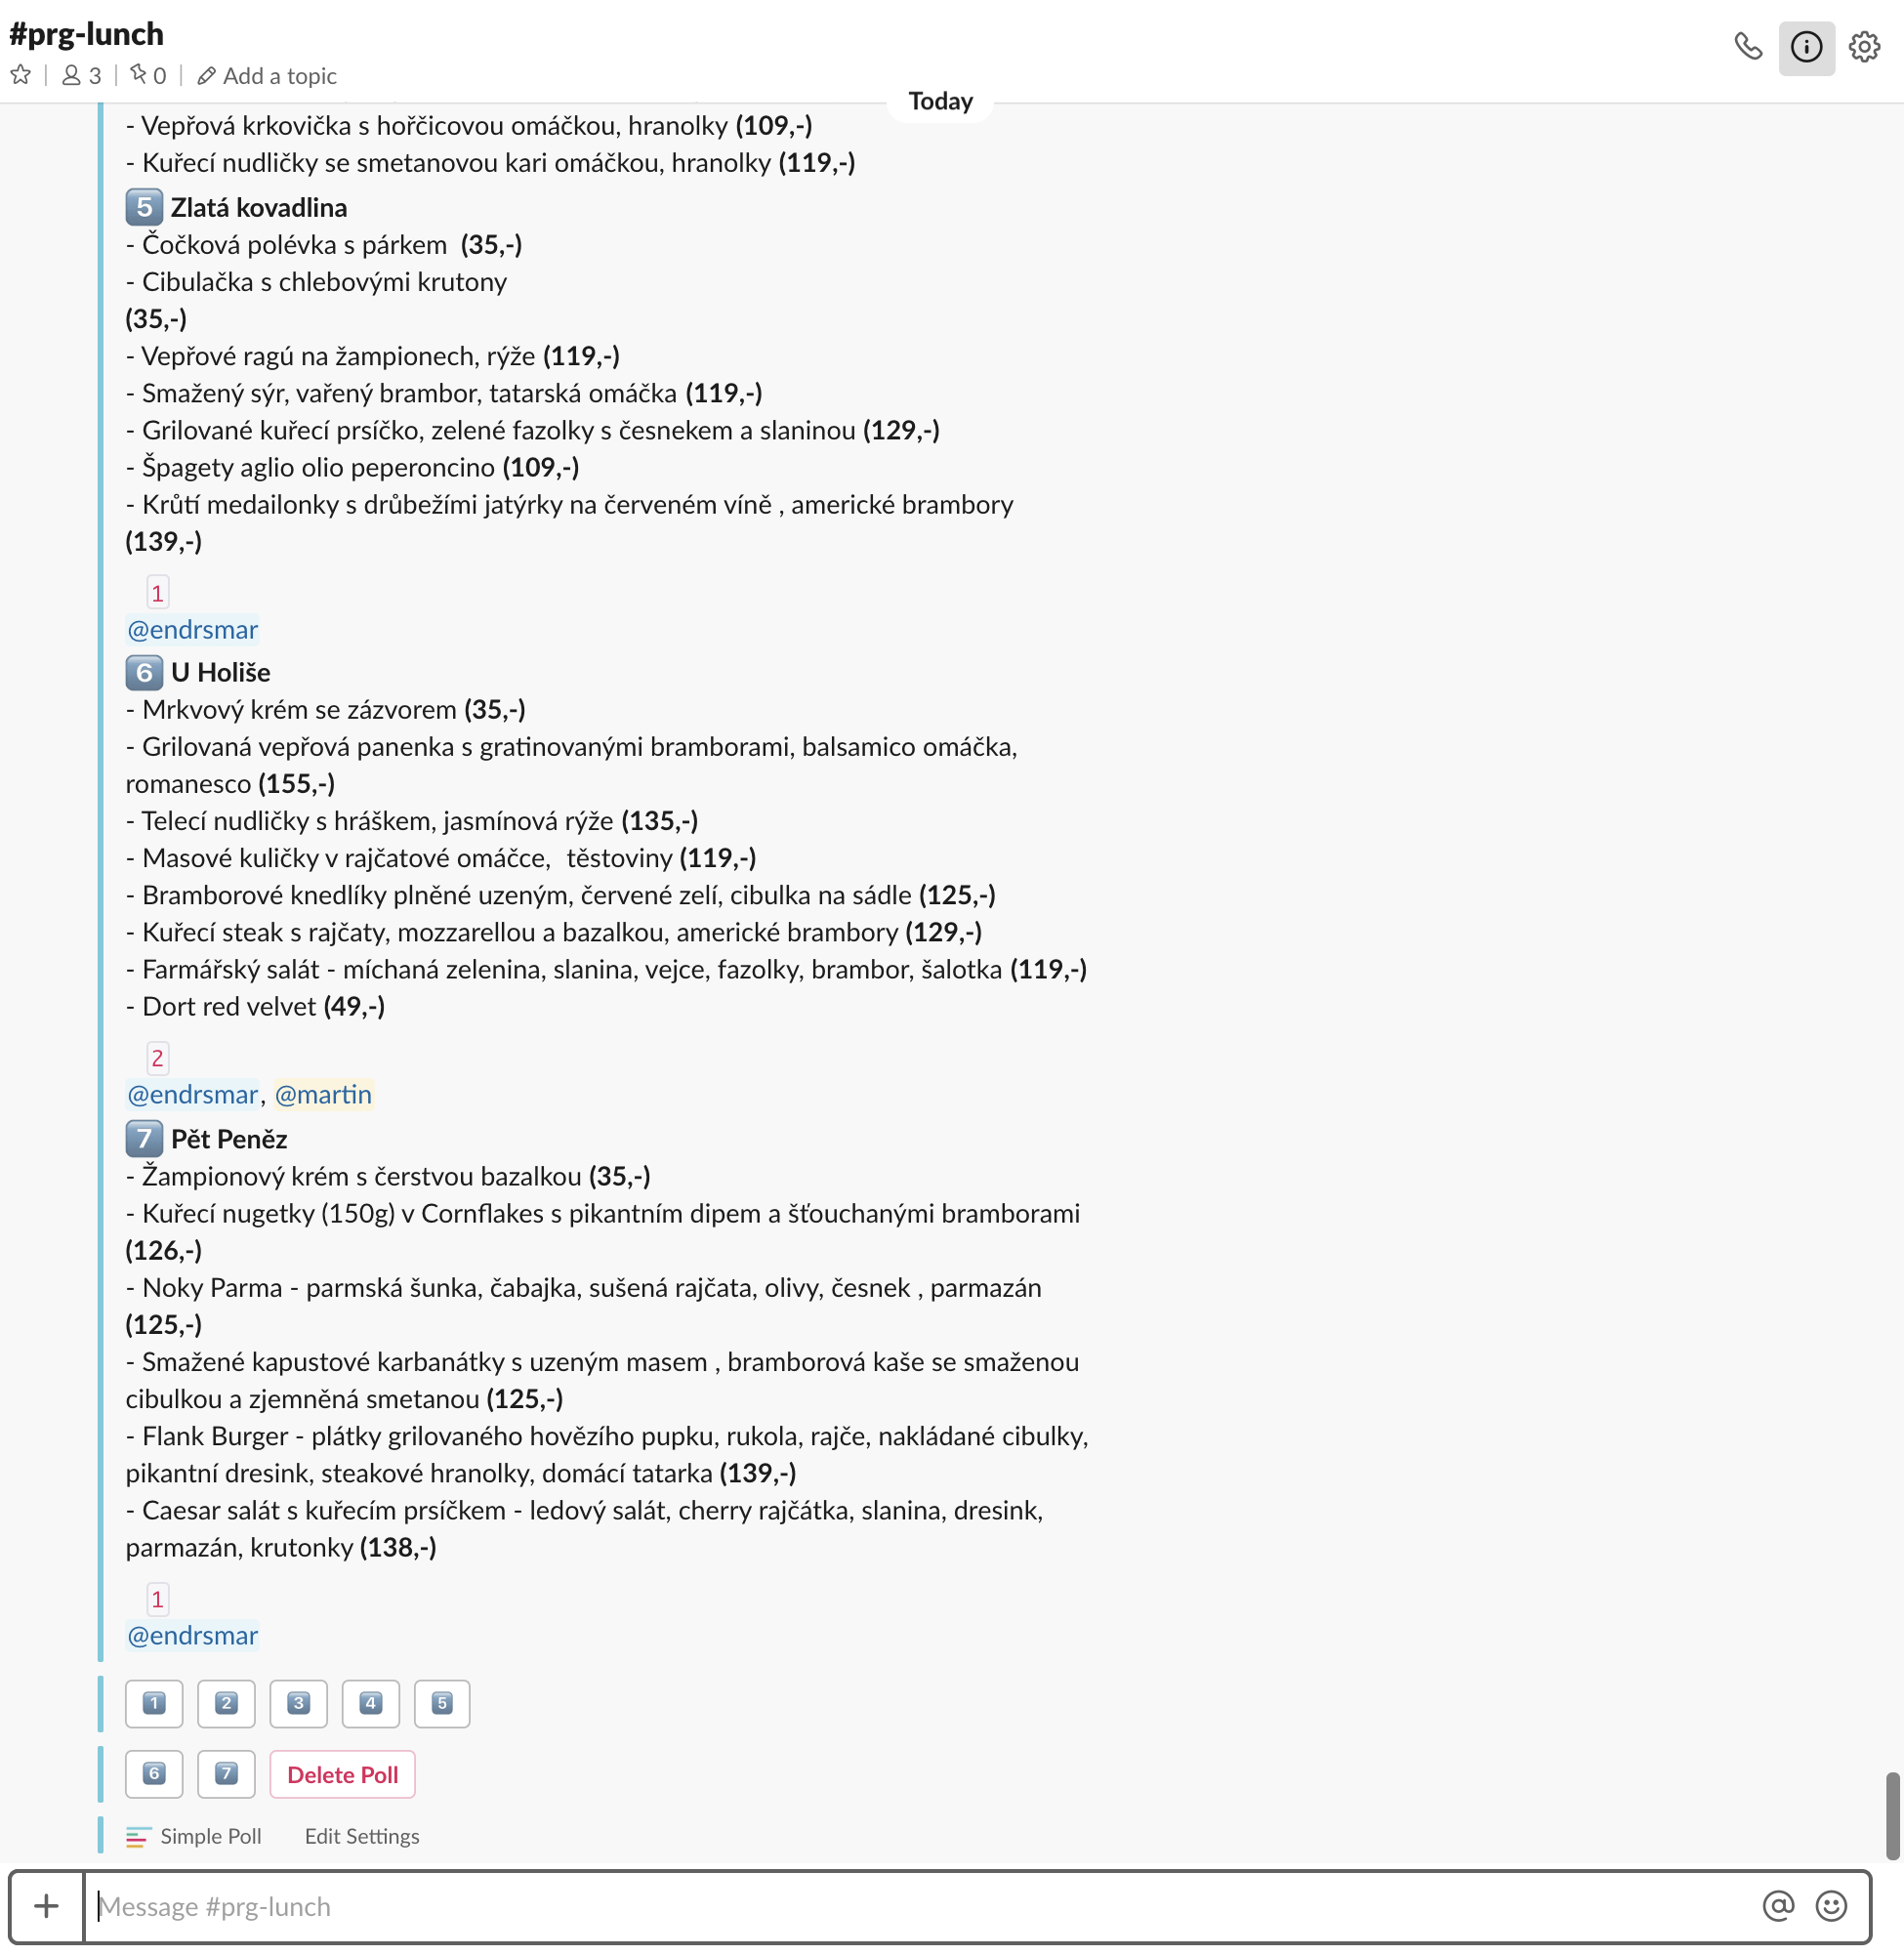 #prg-lunch
3 0 Add a topic
Today
- Vepřová krkovička s hořčicovou omáčkou, hranolky (109,-)
- Kuřecí nudličky se smetanovou kari omáčkou, hranolky (119,-)
5 Zlatá kovadlina
- Čočková polévka s párkem (35,-)
- Cibulačka s chlebovými krutony
(35,-)
- Vepřové ragú na žampionech, rýže (119,-)
- Smažený sýr, vařený brambor, tatarská omáčka (119,-)
- Grilované kuřecí prsíčko, zelené fazolky s česnekem a slaninou (129,-)
- Špagety aglio olio peperoncino (109,-)
- Krůtí medailonky s drůbežími jatýrky na červeném víně , americké brambory
(139,-)
1
@endrsmar
6 U Holiše
- Mrkvový krém se zázvorem (35,-)
- Grilovaná vepřová panenka s gratinovanými bramborami, balsamico omáčka,
romanesco (155,-)
- Telecí nudličky s hráškem, jasmínová rýže (135,-)
- Masové kuličky v rajčatové omáčce,  těstoviny (119,-)
- Bramborové knedlíky plněné uzeným, červené zelí, cibulka na sádle (125,-)
- Kuřecí steak s rajčaty, mozzarellou a bazalkou, americké brambory (129,-)
- Farmářský salát - míchaná zelenina, slanina, vejce, fazolky, brambor, šalotka (119,-)
- Dort red velvet (49,-)
2
@endrsmar, @martin
7 Pět Peněz
- Žampionový krém s čerstvou bazalkou (35,-)
- Kuřecí nugetky (150g) v Cornflakes s pikantním dipem a šťouchanými bramborami
(126,-)
- Noky Parma - parmská šunka, čabajka, sušená rajčata, olivy, česnek , parmazán
(125,-)
- Smažené kapustové karbanátky s uzeným masem , bramborová kaše se smaženou
cibulkou a zjemněná smetanou (125,-)
- Flank Burger - plátky grilovaného hovězího pupku, rukola, rajče, nakládané cibulky,
pikantní dresink, steakové hranolky, domácí tatarka (139,-)
- Caesar salát s kuřecím prsíčkem - ledový salát, cherry rajčátka, slanina, dresink,
parmazán, krutonky (138,-)
1
@endrsmar
1 2 3 4 5
6 7 Delete Poll
Simple Poll Edit Settings
Message #prg-lunch